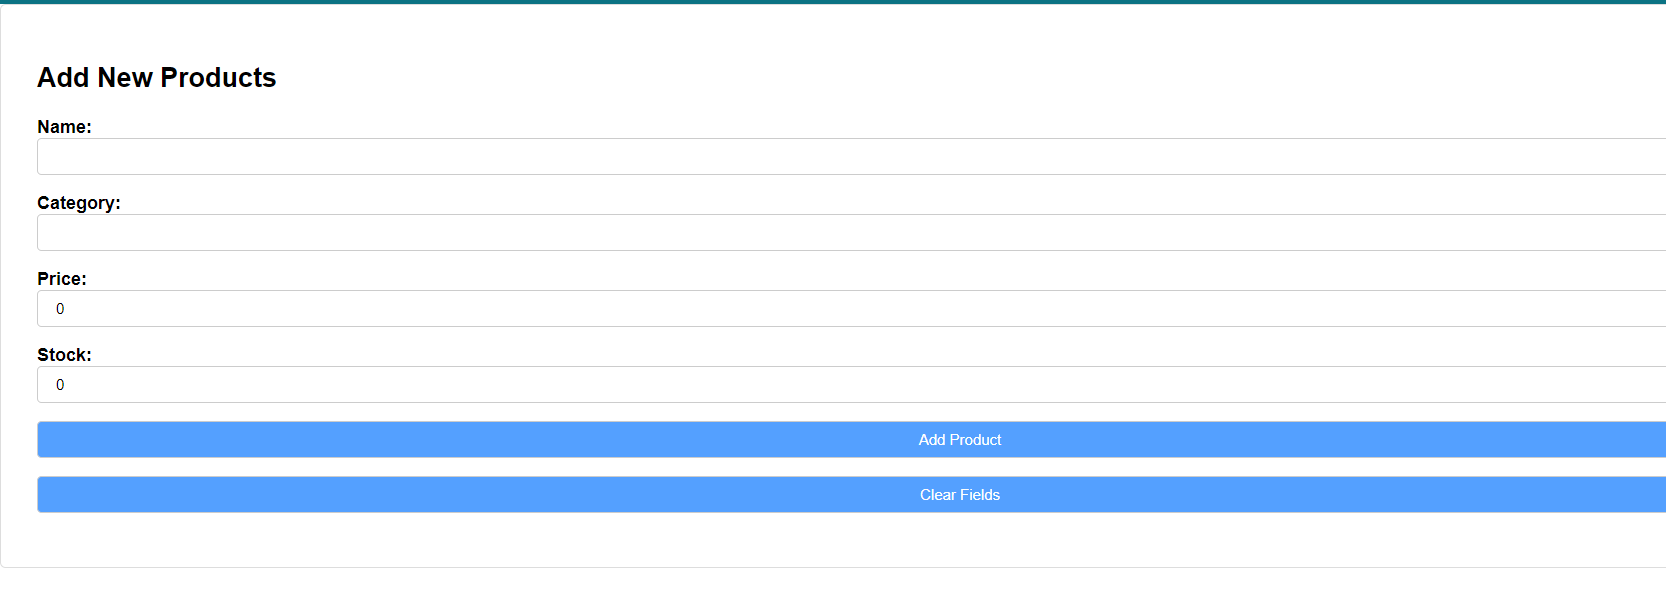 Add New Products
Name:
Category:
Price:
0
Stock:
0
Add Product
Clear Fields